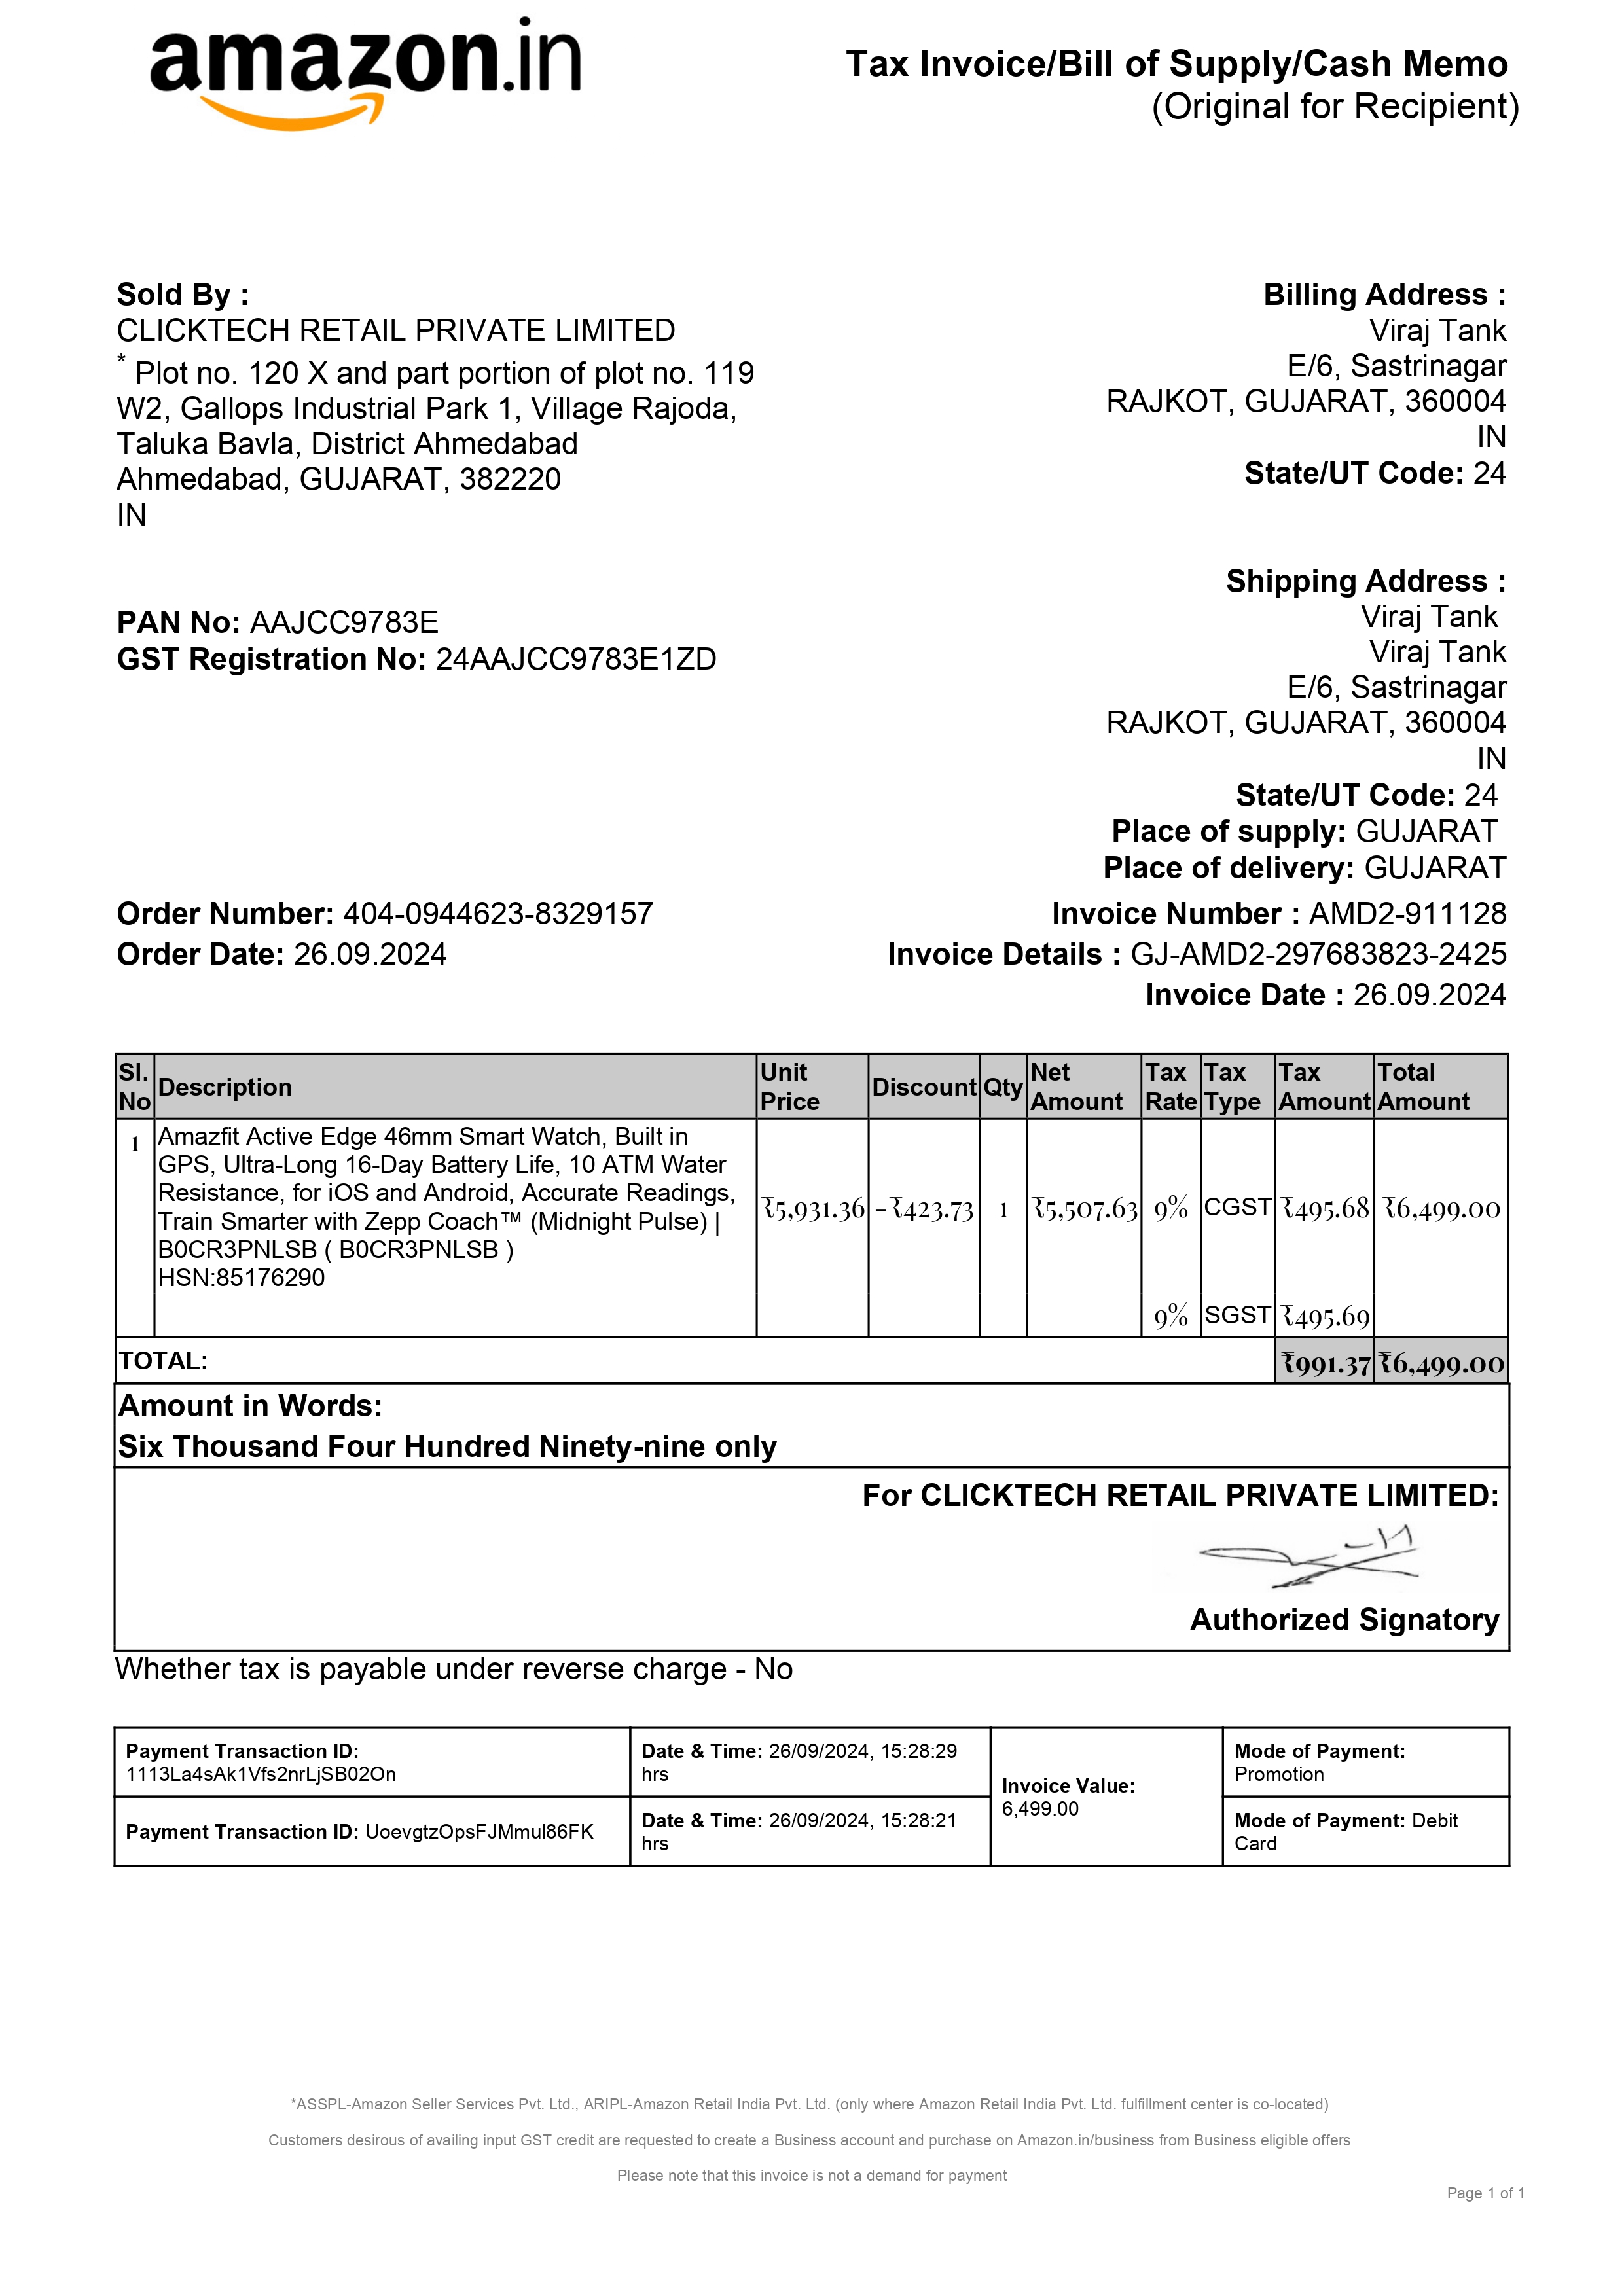 amazon.in
Tax Invoice/Bill of Supply/Cash Memo
(Original for Recipient)
Sold By :
CLICKTECH RETAIL PRIVATE LIMITED
* Plot no. 120 X and part portion of plot no. 119
W2, Gallops Industrial Park 1, Village Rajoda,
Taluka Bavla, District Ahmedabad
Ahmedabad, GUJARAT, 382220
IN
PAN No: AAJCC9783E
GST Registration No: 24AAJCC9783E1ZD
Billing Address :
Viraj Tank
E/6, Sastrinagar
RAJKOT, GUJARAT, 360004
IN
State/UT Code: 24
Shipping Address :
Viraj Tank
Viraj Tank
E/6, Sastrinagar
RAJKOT, GUJARAT, 360004
IN
State/UT Code: 24
Place of supply: GUJARAT
Place of delivery: GUJARAT
Order Number: 404-0944623-8329157
Order Date: 26.09.2024
Invoice Number : AMD2-911128
Invoice Details : GJ-AMD2-297683823-2425
Invoice Date : 26.09.2024
Sl. No Description Unit Price Discount Qty Net Amount Tax Rate Tax Type Tax Amount Total Amount
1 Amazfit Active Edge 46mm Smart Watch, Built in
GPS, Ultra-Long 16-Day Battery Life, 10 ATM Water
Resistance, for iOS and Android, Accurate Readings,
Train Smarter with Zepp Coach™ (Midnight Pulse) |
B0CR3PNLSB ( B0CR3PNLSB )
HSN:85176290
₹5,931.36 -₹423.73 1 ₹5,507.63 9% CGST ₹495.68 ₹6,499.00
9% SGST ₹495.69
TOTAL: ₹991.37 ₹6,499.00
Amount in Words:
Six Thousand Four Hundred Ninety-nine only
For CLICKTECH RETAIL PRIVATE LIMITED:
Authorized Signatory
Whether tax is payable under reverse charge - No
Payment Transaction ID:
1113La4sAk1Vfs2nrLjSB02On
Date & Time: 26/09/2024, 15:28:29
hrs
Invoice Value:
6,499.00
Mode of Payment:
Promotion
Payment Transaction ID: UoevgtzOpsFJMmul86FK
Date & Time: 26/09/2024, 15:28:21
hrs
Mode of Payment: Debit
Card
*ASSPL-Amazon Seller Services Pvt. Ltd., ARIPL-Amazon Retail India Pvt. Ltd. (only where Amazon Retail India Pvt. Ltd. fulfillment center is co-located)
Customers desirous of availing input GST credit are requested to create a Business account and purchase on Amazon.in/business from Business eligible offers
Please note that this invoice is not a demand for payment
Page 1 of 1